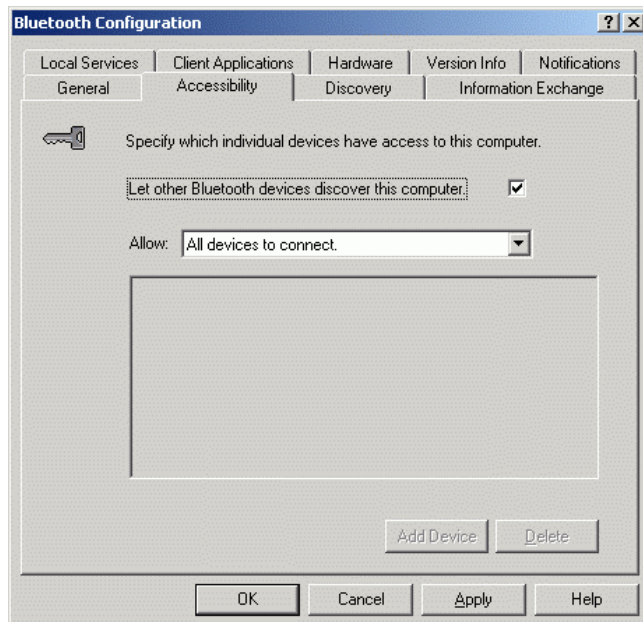 Bluetooth Configuration
Local Services Client Applications Hardware Version Info Notifications
General Accessibility Discovery Information Exchange
Specify which individual devices have access to this computer.
Let other Bluetooth devices discover this computer.
Allow: All devices to connect.
Add Device Delete
OK Cancel Apply Help